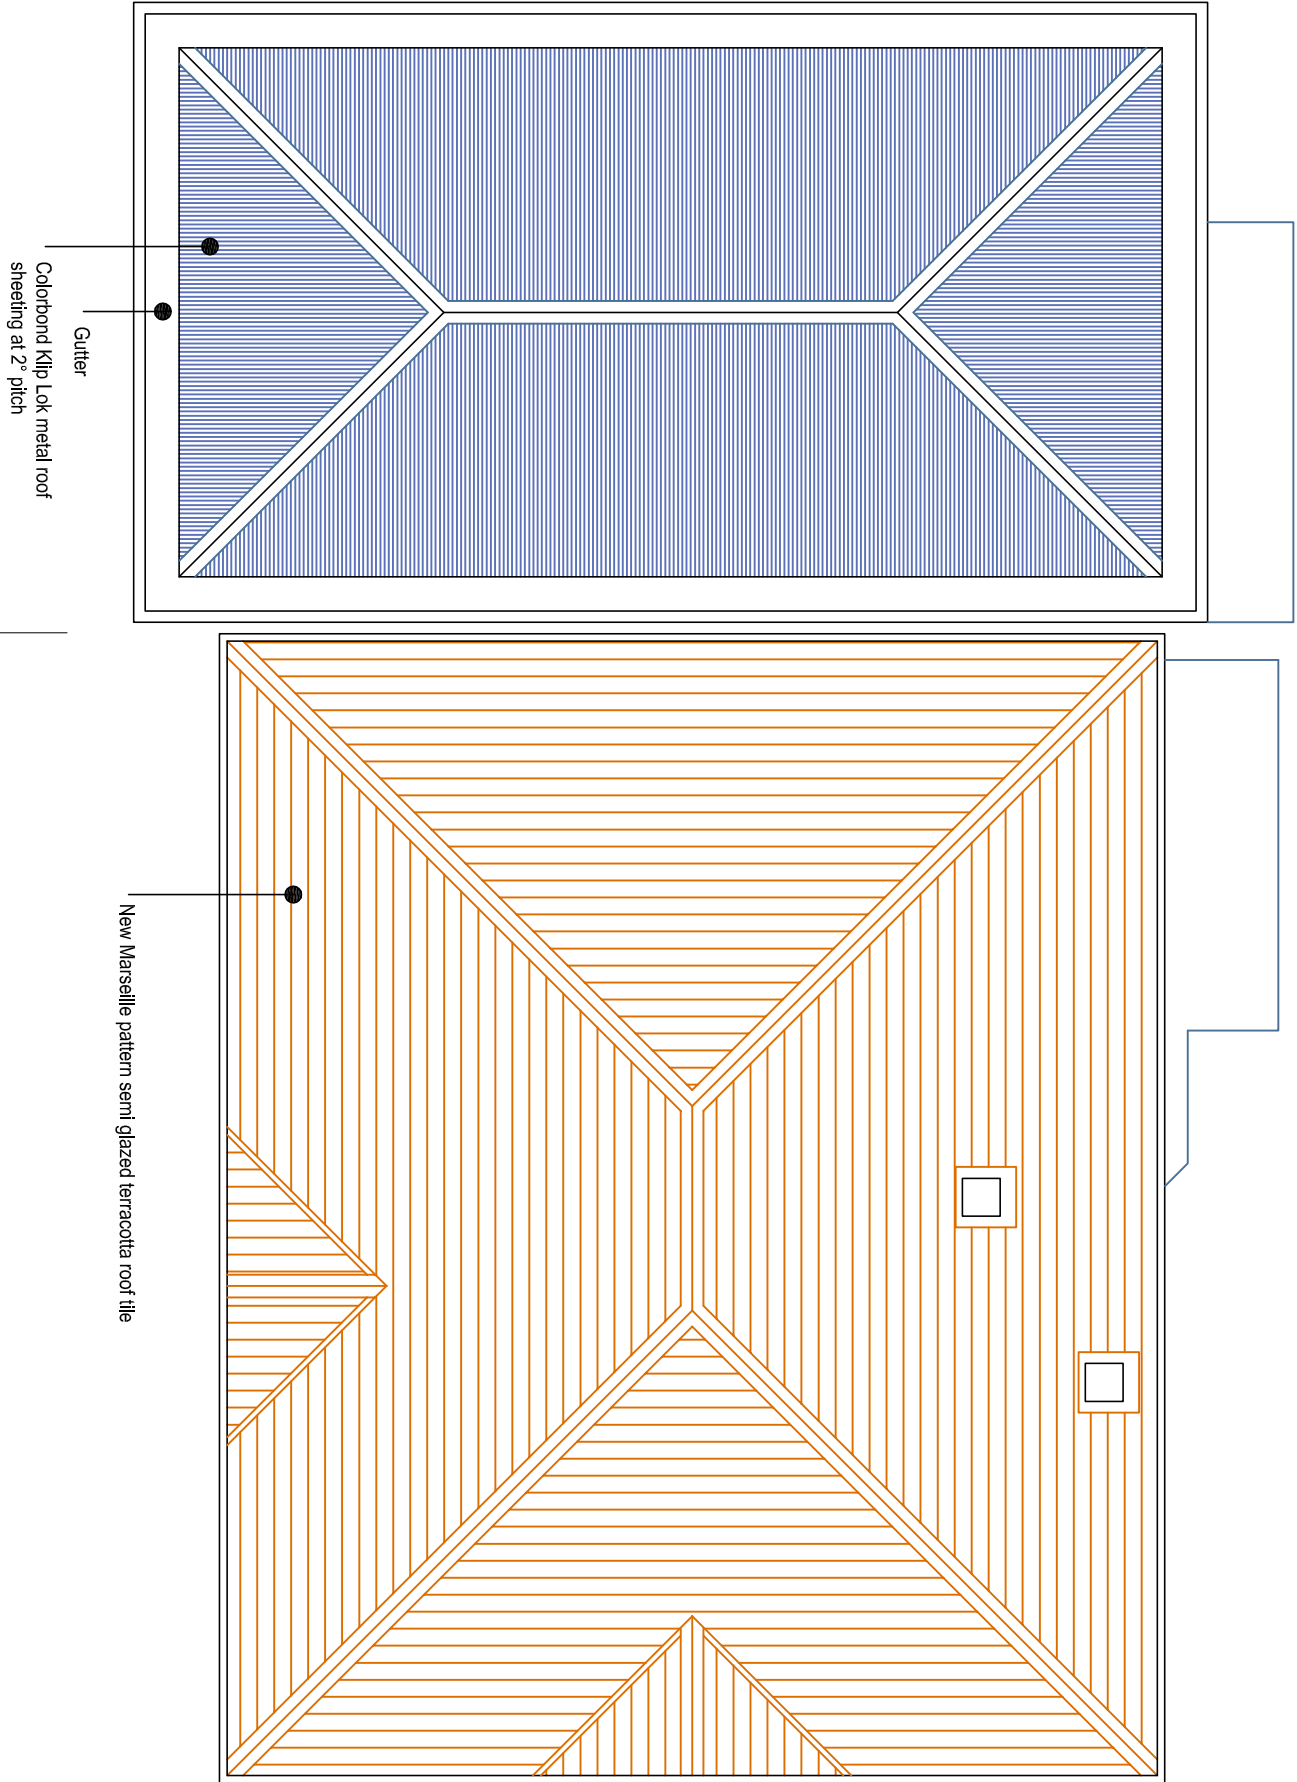 Gutter
Colorbond Klip Lok metal roof
sheeting at 2° pitch
New Marseille pattern semi glazed terracotta roof tile